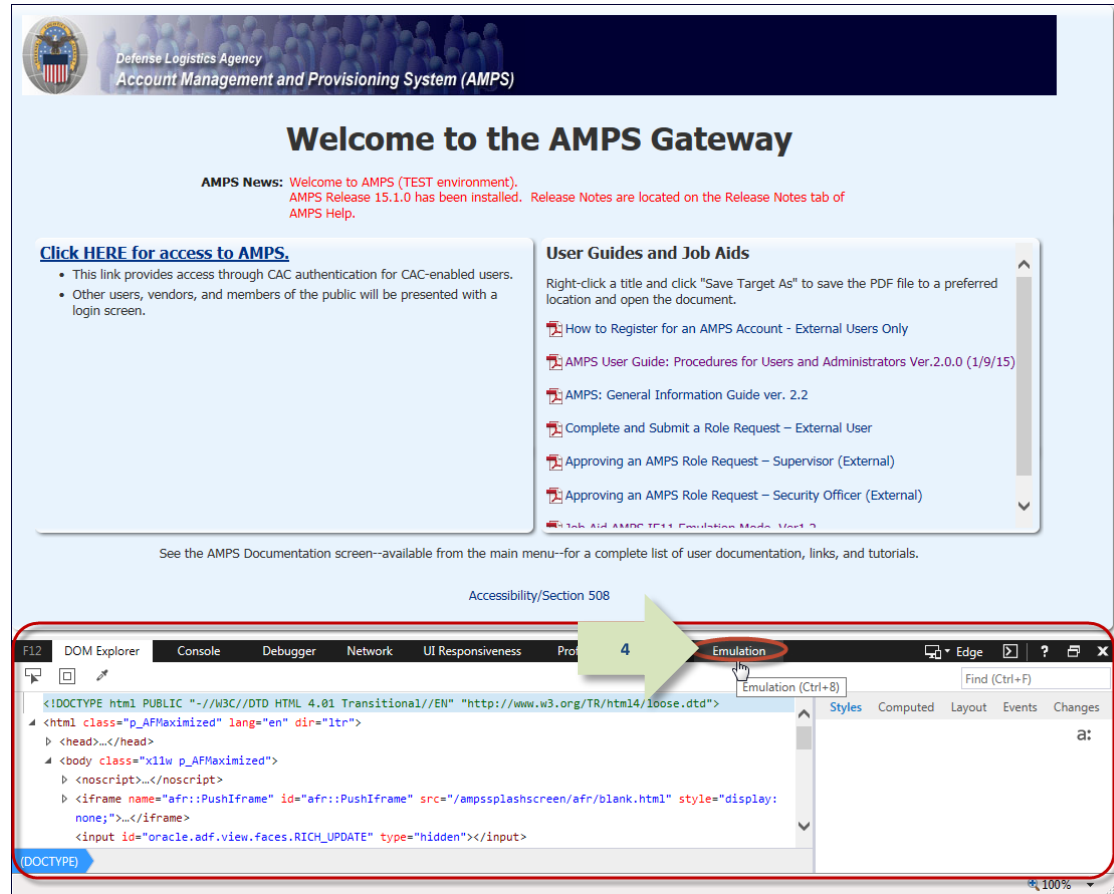 Defense Logistics Agency
Account Management and Provisioning System (AMPS)
Welcome to the AMPS Gateway
AMPS News: Welcome to AMPS (TEST environment).
AMPS Release 15.1.0 has been installed. Release Notes are located on the Release Notes tab of
AMPS Help.
Click HERE for access to AMPS.
• This link provides access through CAC authentication for CAC-enabled users.
• Other users, vendors, and members of the public will be presented with a
login screen.
User Guides and Job Aids
Right-click a title and click "Save Target As" to save the PDF file to a preferred
location and open the document.
How to Register for an AMPS Account - External Users Only
AMPS User Guide: Procedures for Users and Administrators Ver.2.0.0 (1/9/15)
AMPS: General Information Guide ver. 2.2
Complete and Submit a Role Request – External User
Approving an AMPS Role Request – Supervisor (External)
Approving an AMPS Role Request – Security Officer (External)
Job Aid AMPS IE11 Emulation Mode Ver1.2
See the AMPS Documentation screen--available from the main menu--for a complete list of user documentation, links, and tutorials.
Accessibility/Section 508
F12 DOM Explorer Console Debugger Network UI Responsiveness 4 Emulation Edge ? X
Emulation (Ctrl+8)
Find (Ctrl+F)
<!DOCTYPE html PUBLIC "-//W3C//DTD HTML 4.01 Transitional//EN" "http://www.w3.org/TR/html4/loose.dtd">
<html class="p_AFMaximized" lang="en" dir="ltr">
<head>…</head>
<body class="x11w p_AFMaximized">
<noscript>…</noscript>
<iframe name="afr::PushIframe" id="afr::PushIframe" src="/ampssplashscreen/afr/blank.html" style="display:
none;">…</iframe>
<input id="oracle.adf.view.faces.RICH_UPDATE" type="hidden"></input>
(DOCTYPE)
Styles Computed Layout Events Changes
a:
100%